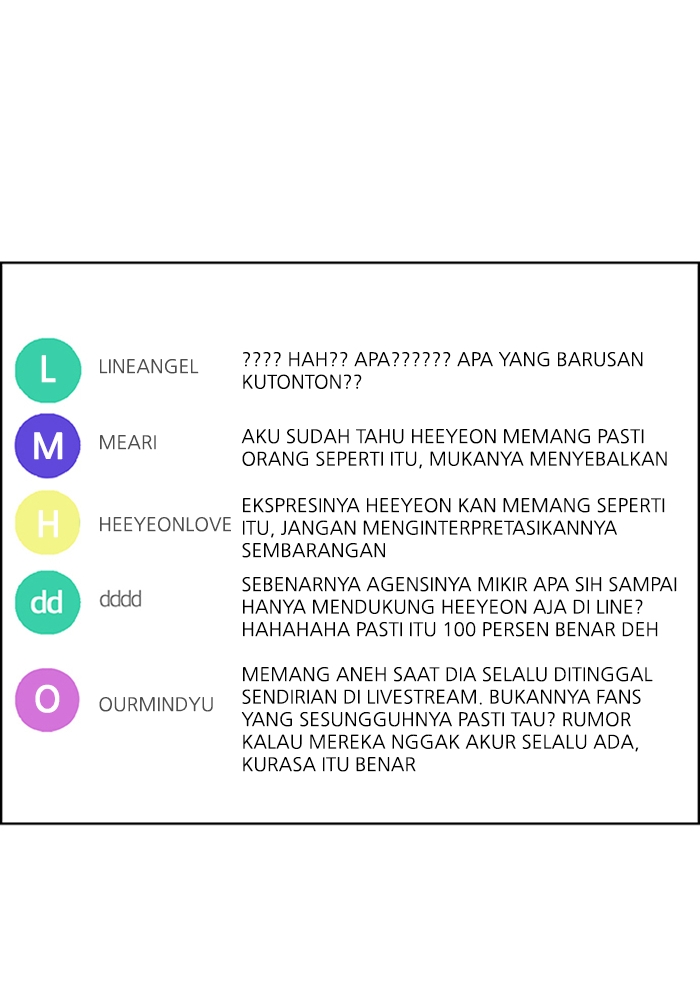 L
LINEANGEL
???? HAH?? APA?????? APA YANG BARUSAN
KUTONTON??
M
MEARI
AKU SUDAH TAHU HEEYEON MEMANG PASTI
ORANG SEPERTI ITU, MUKANYA MENYEBALKAN
H
HEEYEONLOVE
EKSPRESINYA HEEYEON KAN MEMANG SEPERTI
ITU, JANGAN MENGINTERPRETASIKANNYA
SEMBARANGAN
dd
dddd
SEBENARNYA AGENSINYA MIKIR APA SIH SAMPAI
HANYA MENDUKUNG HEEYEON AJA DI LINE?
HAHAHAHA PASTI ITU 100 PERSEN BENAR DEH
O
OURMINDYU
MEMANG ANEH SAAT DIA SELALU DITINGGAL
SENDIRIAN DI LIVESTREAM. BUKANNYA FANS
YANG SESUNGGUHNYA PASTI TAU? RUMOR
KALAU MEREKA NGGAK AKUR SELALU ADA,
KURASA ITU BENAR